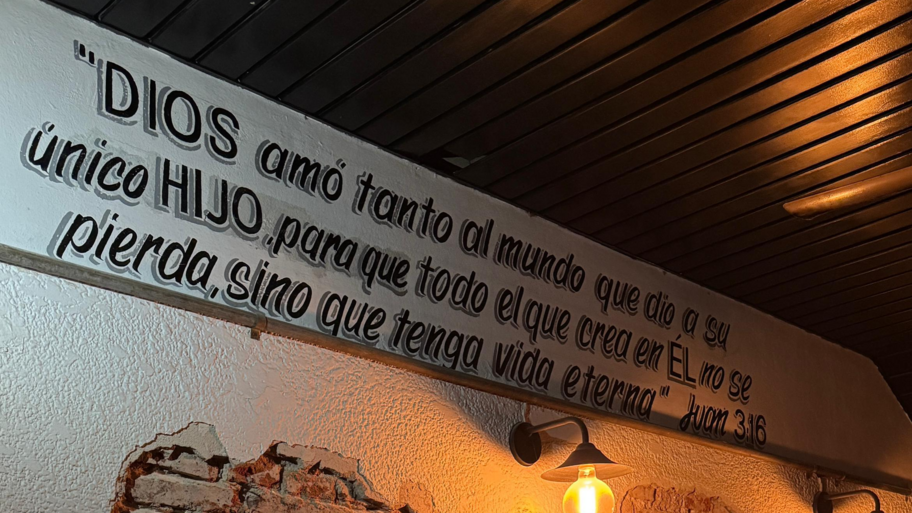 "DIOS amó tanto al mundo que dio a su
único HIJO, para que todo el que crea en ÉL no se
pierda, sino que tenga vida eterna" Juan 3:16